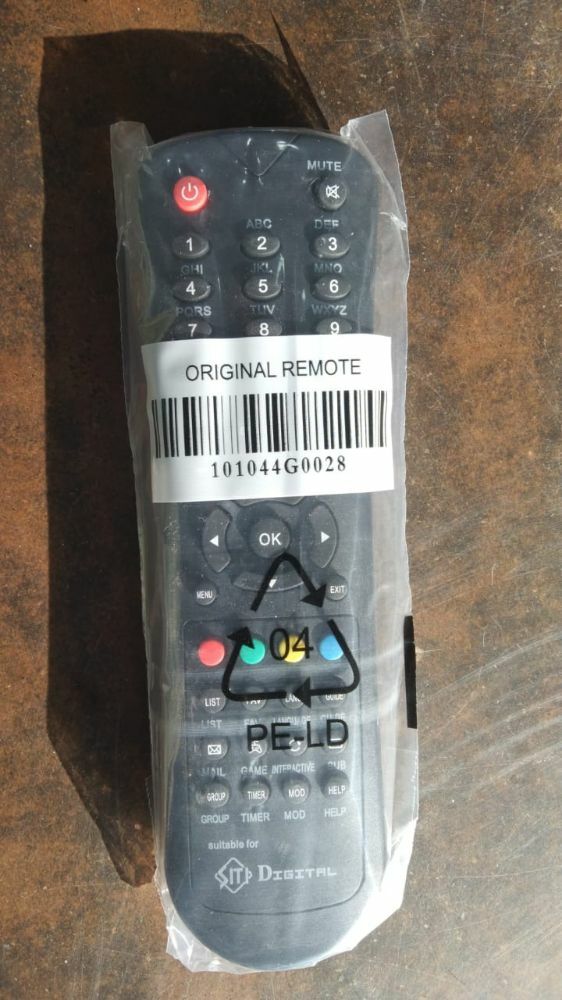 MUTE
ABC DEF
1 2 3
GHI JKL MNO
4 5 6
PQRS TUV WXYZ
7 8 9
ORIGINAL REMOTE
101044G0028
OK
MENU EXIT
04
LIST FAV LANG GUIDE
LIST FAV LANGUAGE GUIDE
PE-LD
MAIL GAME INTERACTIVE SUB
GROUP TIMER MOD HELP
GROUP TIMER MOD HELP
suitable for
SITI DIGITAL